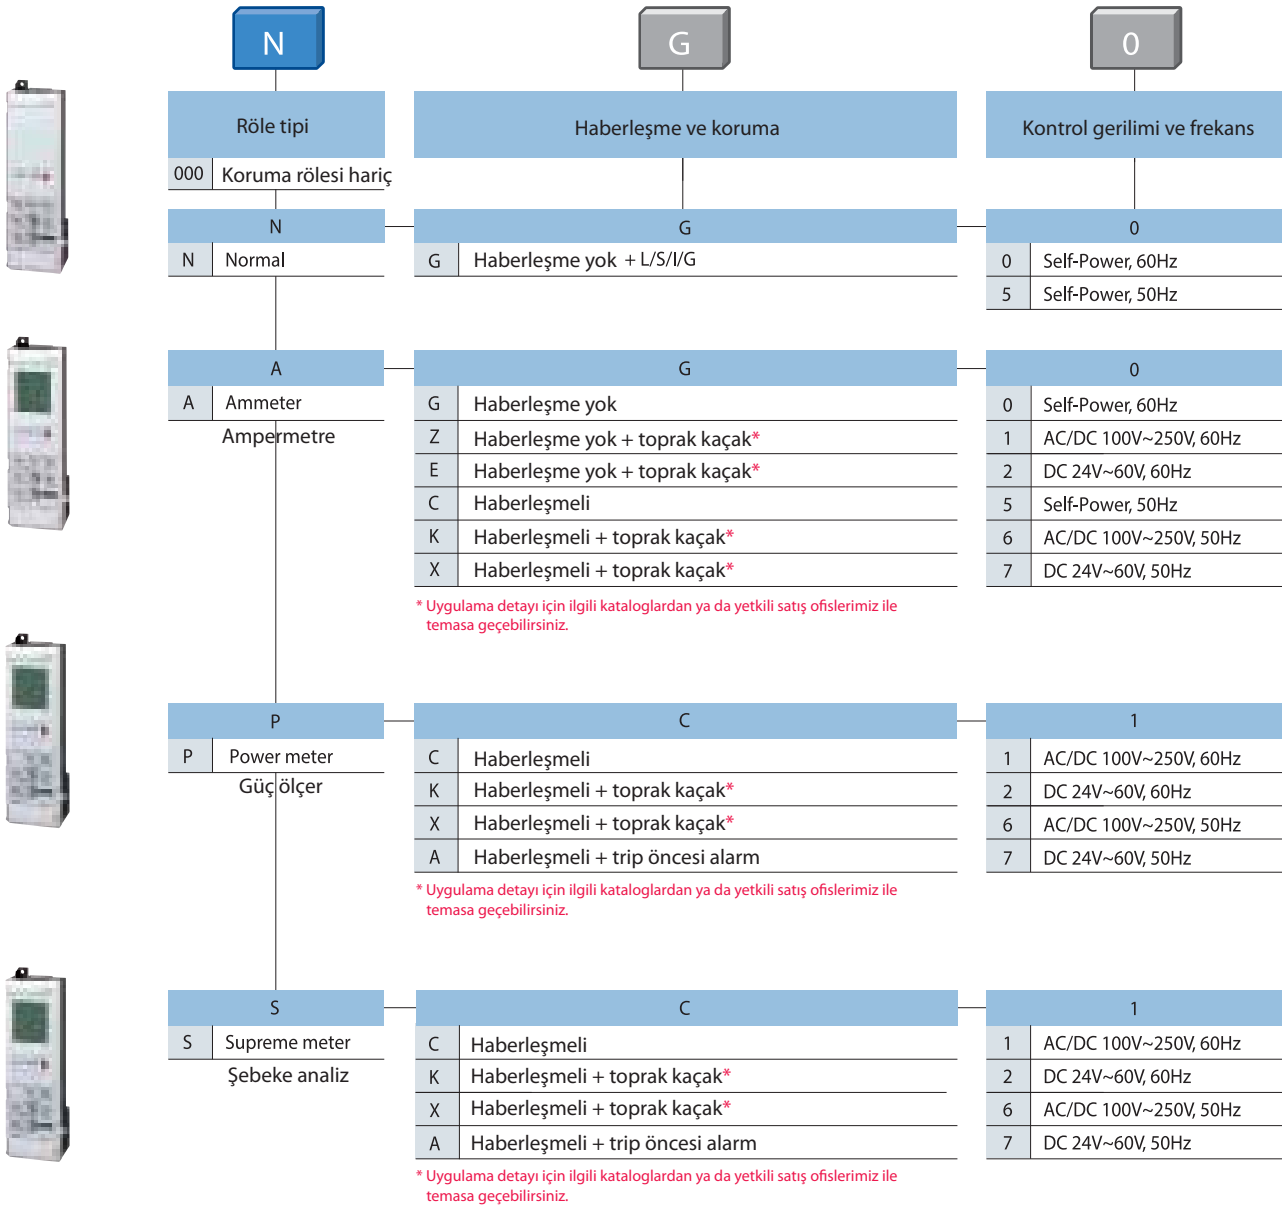 N G 0
Röle tipi Haberleşme ve koruma Kontrol gerilimi ve frekans
000 Koruma rölesi hariç
N G 0
N Normal G Haberleşme yok + L/S/I/G 0 Self-Power, 60Hz
5 Self-Power, 50Hz
A G 0
A Ammeter G Haberleşme yok 0 Self-Power, 60Hz
Ampermetre Z Haberleşme yok + toprak kaçak* 1 AC/DC 100V~250V, 60Hz
E Haberleşme yok + toprak kaçak* 2 DC 24V~60V, 60Hz
C Haberleşmeli 5 Self-Power, 50Hz
K Haberleşmeli + toprak kaçak* 6 AC/DC 100V~250V, 50Hz
X Haberleşmeli + toprak kaçak* 7 DC 24V~60V, 50Hz
* Uygulama detayı için ilgili kataloglardan ya da yetkili satış ofislerimiz ile
temasa geçebilirsiniz.
P C 1
P Power meter C Haberleşmeli 1 AC/DC 100V~250V, 60Hz
Güç ölçer K Haberleşmeli + toprak kaçak* 2 DC 24V~60V, 60Hz
X Haberleşmeli + toprak kaçak* 6 AC/DC 100V~250V, 50Hz
A Haberleşmeli + trip öncesi alarm 7 DC 24V~60V, 50Hz
* Uygulama detayı için ilgili kataloglardan ya da yetkili satış ofislerimiz ile
temasa geçebilirsiniz.
S C 1
S Supreme meter C Haberleşmeli 1 AC/DC 100V~250V, 60Hz
Şebeke analiz K Haberleşmeli + toprak kaçak* 2 DC 24V~60V, 60Hz
X Haberleşmeli + toprak kaçak* 6 AC/DC 100V~250V, 50Hz
A Haberleşmeli + trip öncesi alarm 7 DC 24V~60V, 50Hz
* Uygulama detayı için ilgili kataloglardan ya da yetkili satış ofislerimiz ile
temasa geçebilirsiniz.